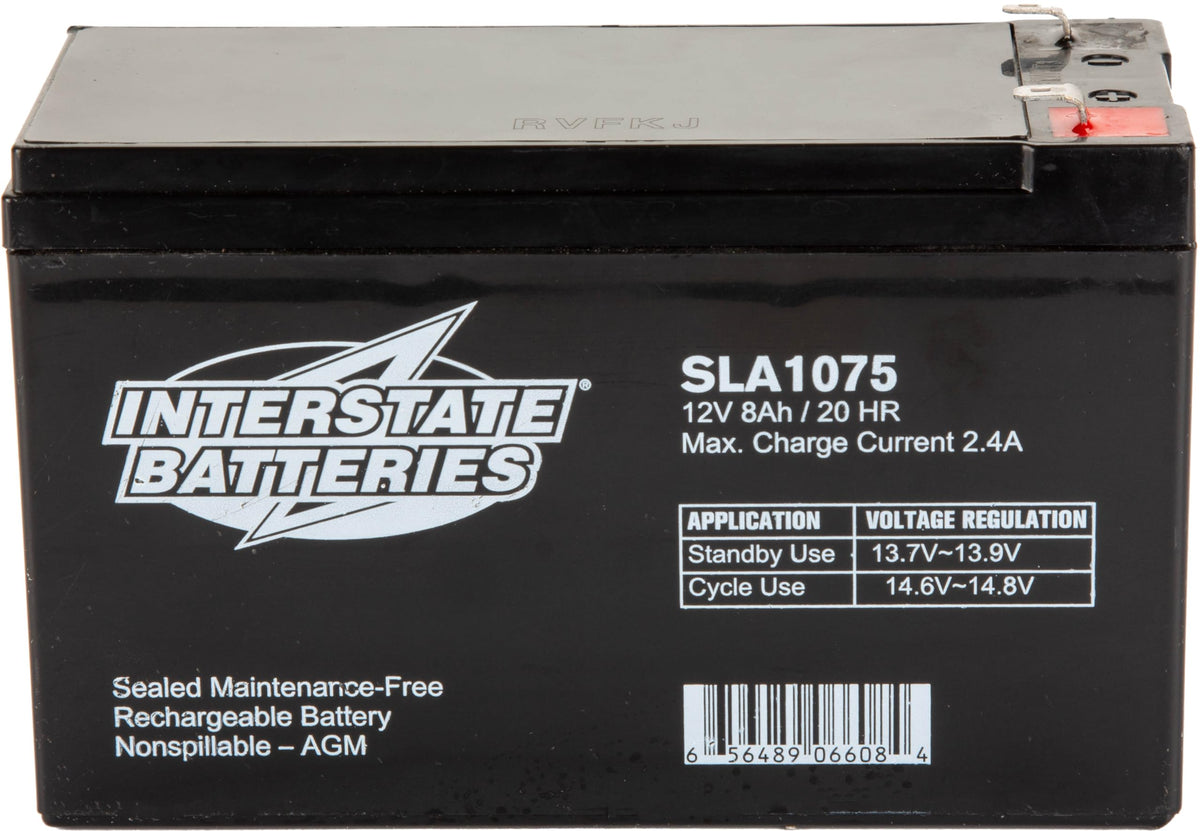 RVFKJ
INTERSTATE
BATTERIES®
SLA1075
12V 8Ah / 20 HR
Max. Charge Current 2.4A
APPLICATION VOLTAGE REGULATION
Standby Use 13.7V~13.9V
Cycle Use 14.6V~14.8V
Sealed Maintenance-Free
Rechargeable Battery
Nonspillable – AGM
6 56489 06608 4